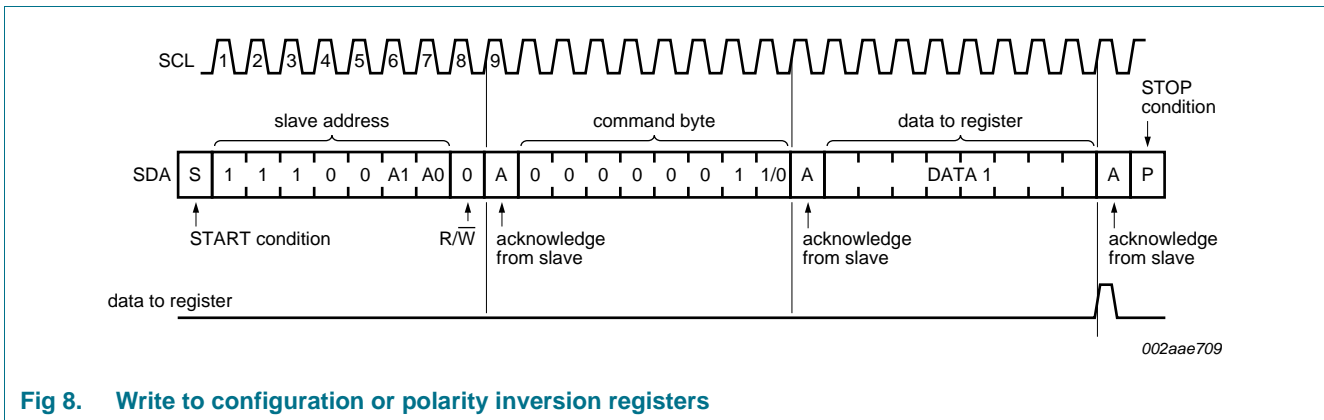 SCL 1 2 3 4 5 6 7 8 9
STOP
condition
slave address command byte data to register
SDA S 1 1 1 0 0 A1 A0 0 A 0 0 0 0 0 0 1 1/0 A DATA 1 A P
START condition R/W̅ acknowledge acknowledge acknowledge
from slave from slave from slave
data to register
002aae709
Fig 8. Write to configuration or polarity inversion registers